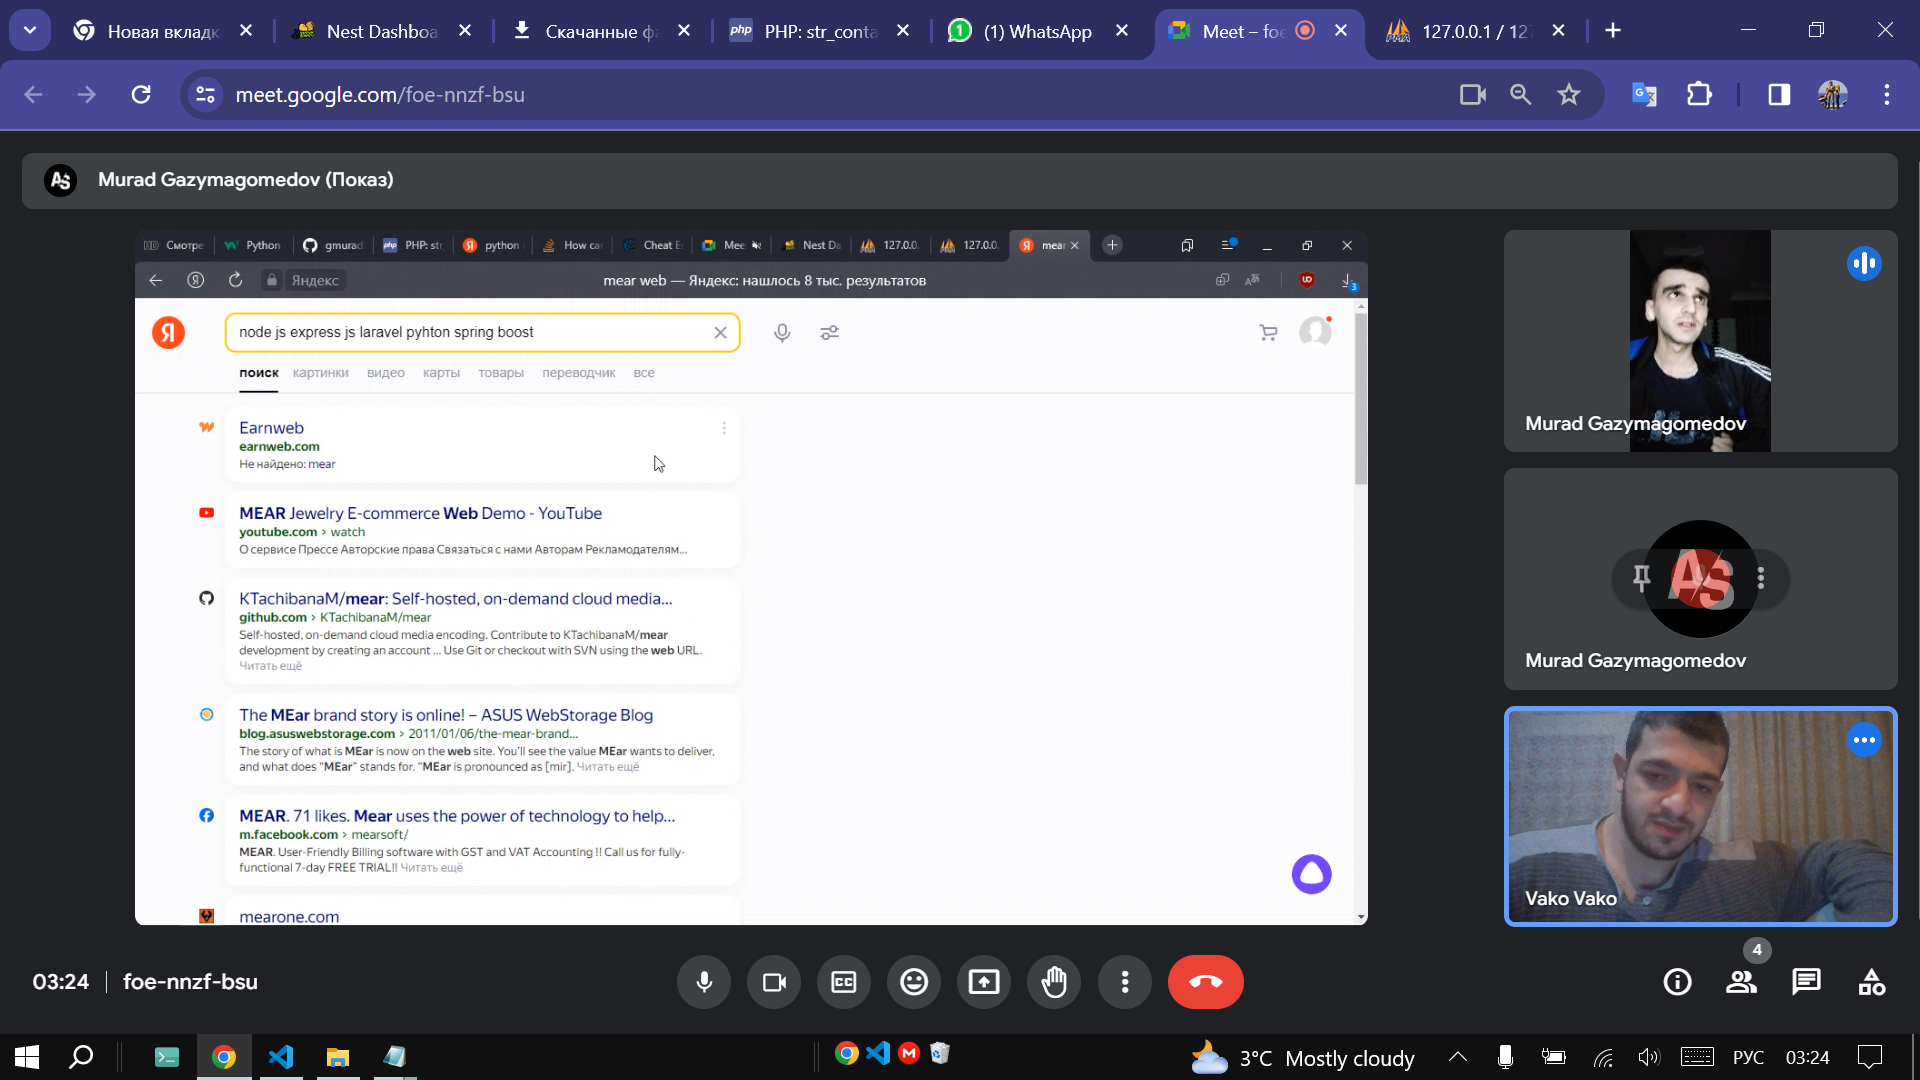 Новая вкладк
Nest Dashboa
Скачанные ф
PHP: str_conta
(1) WhatsApp
Meet – foe
127.0.0.1 / 127
meet.google.com/foe-nnzf-bsu
Murad Gazymagomedov (Показ)
Смотре
Python
gmurad
PHP: st
python
How ca
Cheat E
Mee
Nest Da
127.0.0.
127.0.0.
mear
Яндекс
mear web — Яндекс: нашлось 8 тыс. результатов
node js express js laravel pyhton spring boost
поиск картинки видео карты товары переводчик все
Earnweb
earnweb.com
Не найдено: mear
MEAR Jewelry E-commerce Web Demo - YouTube
youtube.com › watch
О сервисе Прессе Авторские права Связаться с нами Авторам Рекламодателям...
KTachibanaM/mear: Self-hosted, on-demand cloud media...
github.com › KTachibanaM/mear
Self-hosted, on-demand cloud media encoding. Contribute to KTachibanaM/mear
development by creating an account ... Use Git or checkout with SVN using the web URL.
Читать ещё
The MEar brand story is online! – ASUS WebStorage Blog
blog.asuswebstorage.com › 2011/01/06/the-mear-brand...
The story of what is MEar is now on the web site. You'll see the value MEar wants to deliver,
and what does "MEar" stands for. "MEar is pronounced as [mir]. Читать ещё
MEAR. 71 likes. Mear uses the power of technology to help...
m.facebook.com › mearsoft/
MEAR. User-Friendly Billing software with GST and VAT Accounting !! Call us for fully-
functional 7-day FREE TRIAL!! Читать ещё
mearone.com
Murad Gazymagomedov
Murad Gazymagomedov
Vako Vako
03:24 foe-nnzf-bsu
4
3°C Mostly cloudy
РУС
03:24